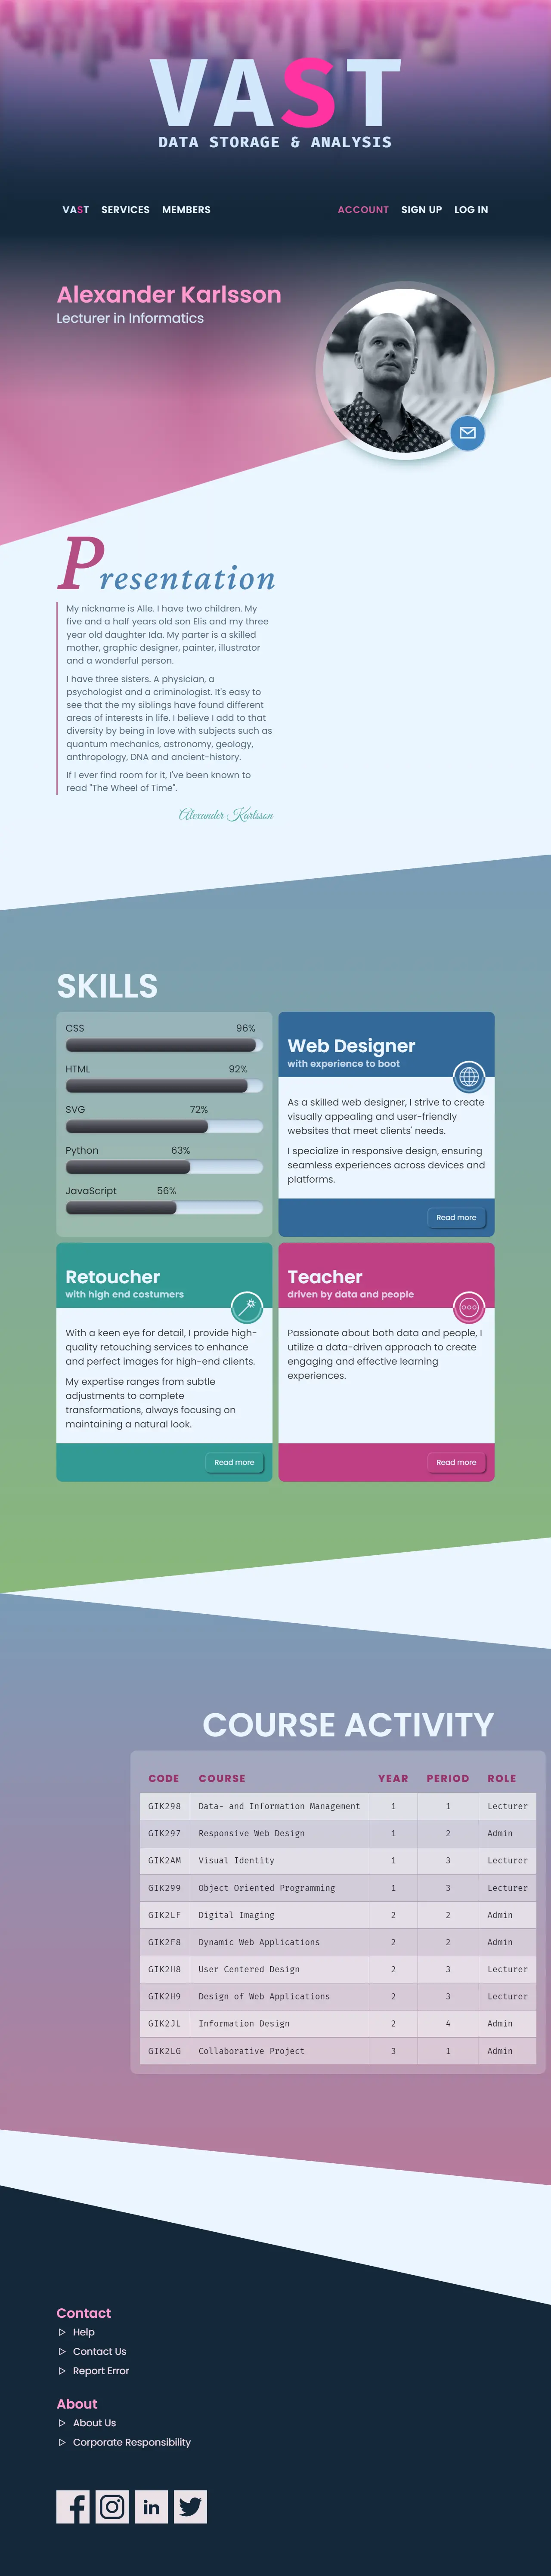 VAST
DATA STORAGE & ANALYSIS
VAST SERVICES MEMBERS ACCOUNT SIGN UP LOG IN
Alexander Karlsson
Lecturer in Informatics
Presentation
My nickname is Alle. I have two children. My
five and a half years old son Elis and my three
year old daughter Ida. My parter is a skilled
mother, graphic designer, painter, illustrator
and a wonderful person.
I have three sisters. A physician, a
psychologist and a criminologist. It's easy to
see that the my siblings have found different
areas of interests in life. I believe I add to that
diversity by being in love with subjects such as
quantum mechanics, astronomy, geology,
anthropology, DNA and ancient-history.
If I ever find room for it, I've been known to
read "The Wheel of Time".
Alexander Karlsson
SKILLS
CSS 96%
HTML 92%
SVG 72%
Python 63%
JavaScript 56%
Web Designer
with experience to boot
As a skilled web designer, I strive to create
visually appealing and user-friendly
websites that meet clients' needs.
I specialize in responsive design, ensuring
seamless experiences across devices and
platforms.
Read more
Retoucher
with high end costumers
With a keen eye for detail, I provide high-
quality retouching services to enhance
and perfect images for high-end clients.
My expertise ranges from subtle
adjustments to complete
transformations, always focusing on
maintaining a natural look.
Read more
Teacher
driven by data and people
Passionate about both data and people, I
utilize a data-driven approach to create
engaging and effective learning
experiences.
Read more
COURSE ACTIVITY
CODE COURSE YEAR PERIOD ROLE
GIK298 Data- and Information Management 1 1 Lecturer
GIK297 Responsive Web Design 1 2 Admin
GIK2AM Visual Identity 1 3 Lecturer
GIK299 Object Oriented Programming 1 3 Lecturer
GIK2LF Digital Imaging 2 2 Admin
GIK2F8 Dynamic Web Applications 2 2 Admin
GIK2H8 User Centered Design 2 3 Lecturer
GIK2H9 Design of Web Applications 2 3 Lecturer
GIK2JL Information Design 2 4 Admin
GIK2LG Collaborative Project 3 1 Admin
Contact
Help
Contact Us
Report Error
About
About Us
Corporate Responsibility